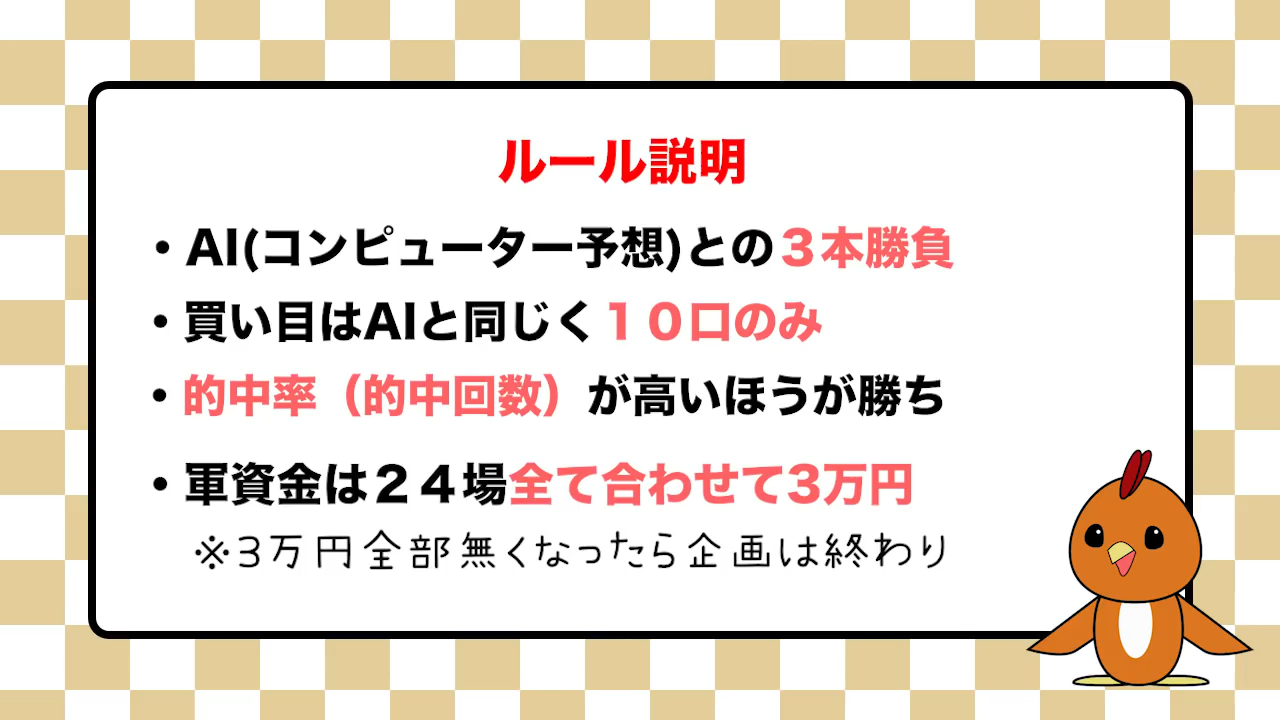 ルール説明
・AI(コンピューター予想)との３本勝負
・買い目はAIと同じく１０口のみ
・的中率（的中回数）が高いほうが勝ち
・軍資金は２４場全て合わせて3万円
※3万円全部無くなったら企画は終わり